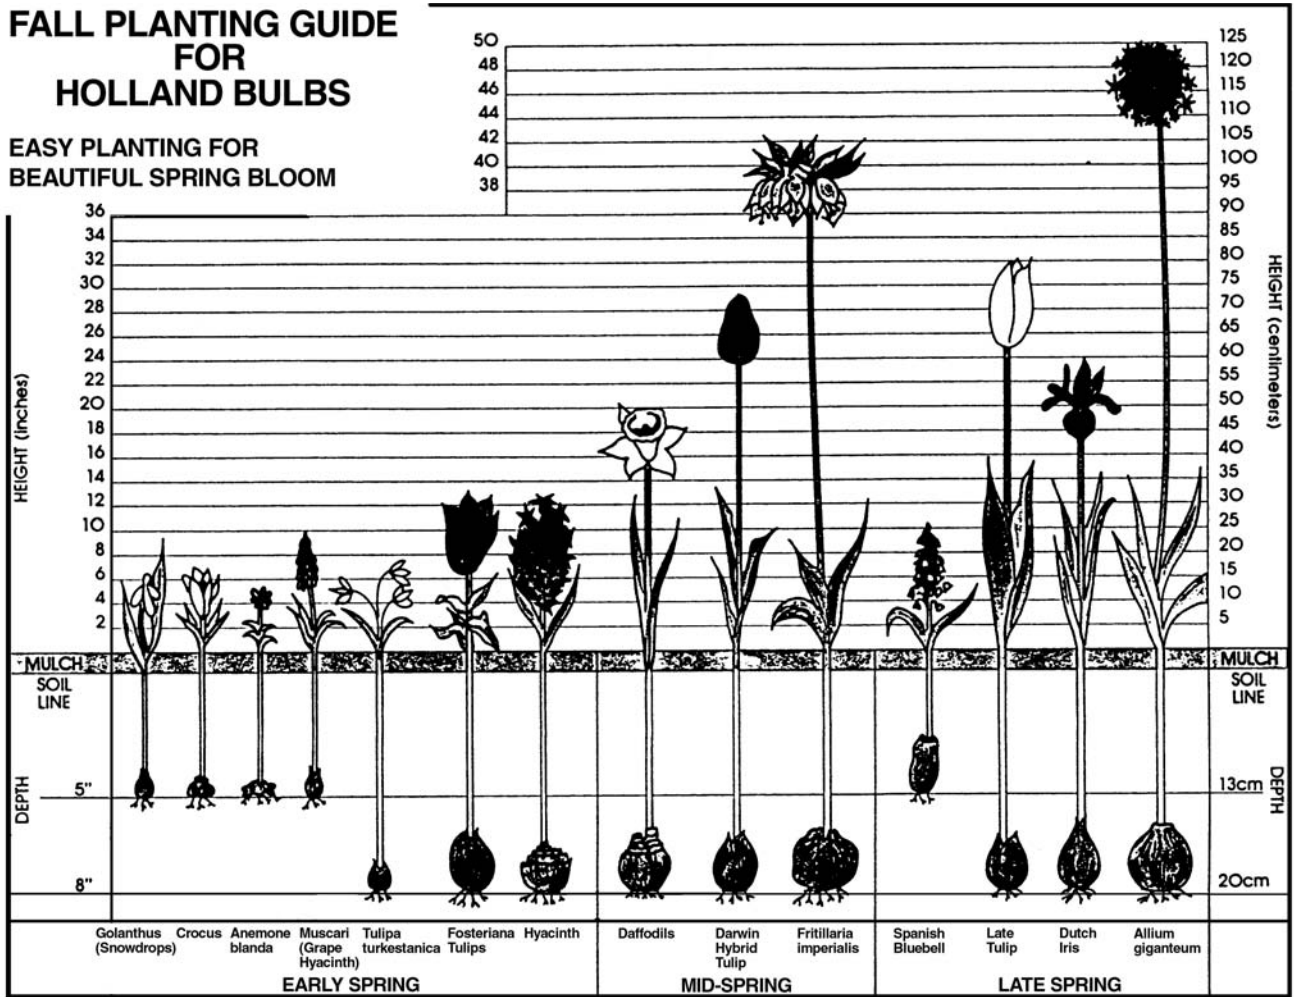 FALL PLANTING GUIDE
FOR
HOLLAND BULBS
EASY PLANTING FOR
BEAUTIFUL SPRING BLOOM
50
48
46
44
42
40
38
36
34
32
30
28
26
24
22
20
18
16
14
12
10
8
6
4
2
HEIGHT (inches)
125
120
115
110
105
100
95
90
85
80
75
70
65
60
55
50
45
40
35
30
25
20
15
10
5
HEIGHT (centimeters)
MULCH
SOIL
LINE
MULCH
SOIL
LINE
DEPTH
5"
8"
13cm
20cm
DEPTH
Golanthus
(Snowdrops)
Crocus
Anemone
blanda
Muscari
(Grape
Hyacinth)
Tulipa
turkestanica
Fosteriana
Tulips
Hyacinth
Daffodils
Darwin
Hybrid
Tulip
Fritillaria
imperialis
Spanish
Bluebell
Late
Tulip
Dutch
Iris
Allium
giganteum
EARLY SPRING
MID-SPRING
LATE SPRING